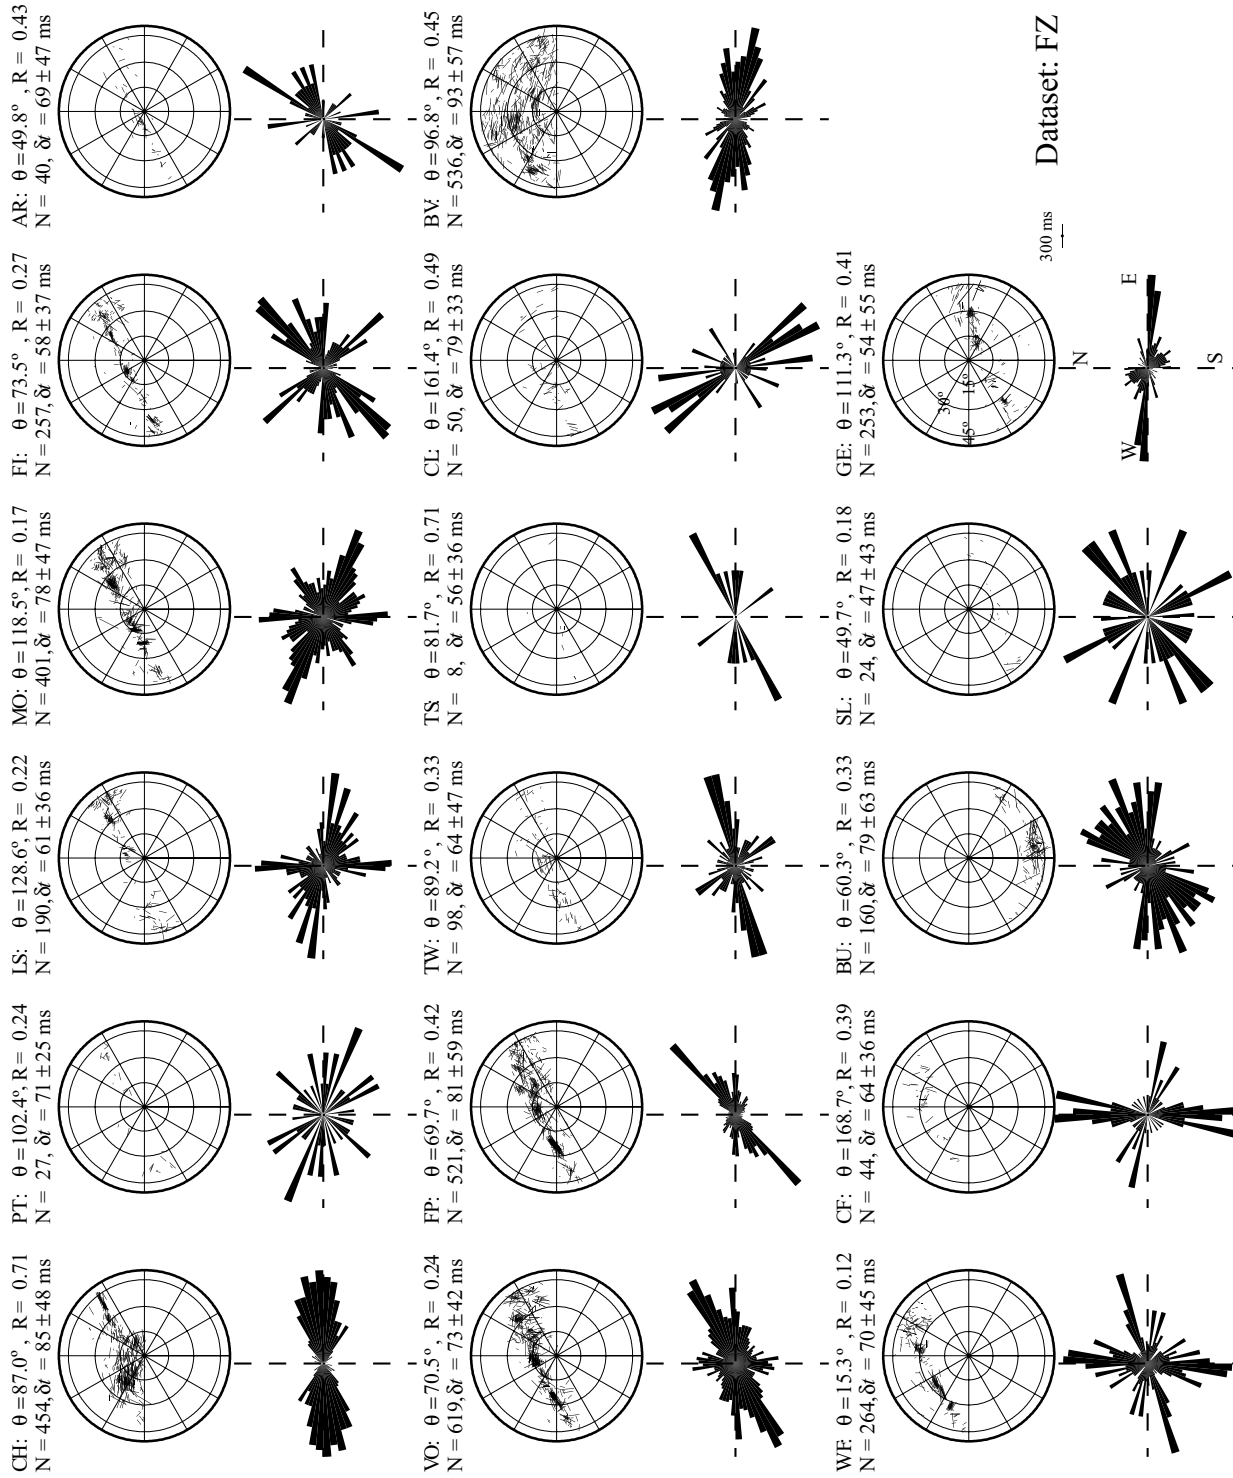 CH: θ=87.0°, R= 0.71
N = 454, δt = 85±48 ms
PT: θ=102.4°, R= 0.24
N = 27, δt = 71±25 ms
LS: θ=128.6°, R= 0.22
N = 190, δt = 61±36 ms
MO: θ=118.5°, R= 0.17
N = 401, δt = 78±47 ms
FI: θ=73.5°, R= 0.27
N = 257, δt = 58±37 ms
AR: θ=49.8°, R= 0.43
N = 40, δt = 69±47 ms
VO: θ=70.5°, R= 0.24
N = 619, δt = 73±42 ms
FP: θ=69.7°, R= 0.42
N = 521, δt = 81±59 ms
TW: θ=89.2°, R= 0.33
N = 98, δt = 64±47 ms
TS: θ=81.7°, R= 0.71
N = 8, δt = 56±36 ms
CL: θ=161.4°, R= 0.49
N = 50, δt = 79±33 ms
BV: θ=96.8°, R= 0.45
N = 536, δt = 93±57 ms
WF: θ=15.3°, R= 0.12
N = 264, δt = 70±45 ms
CF: θ=168.7°, R= 0.39
N = 44, δt = 64±36 ms
BU: θ=60.3°, R= 0.33
N = 160, δt = 79±63 ms
SL: θ=49.7°, R= 0.18
N = 24, δt = 47±43 ms
GE: θ=111.3°, R= 0.41
N = 253, δt = 54±55 ms
45° 30° 15°
N
W E
S
300 ms
Dataset: FZ